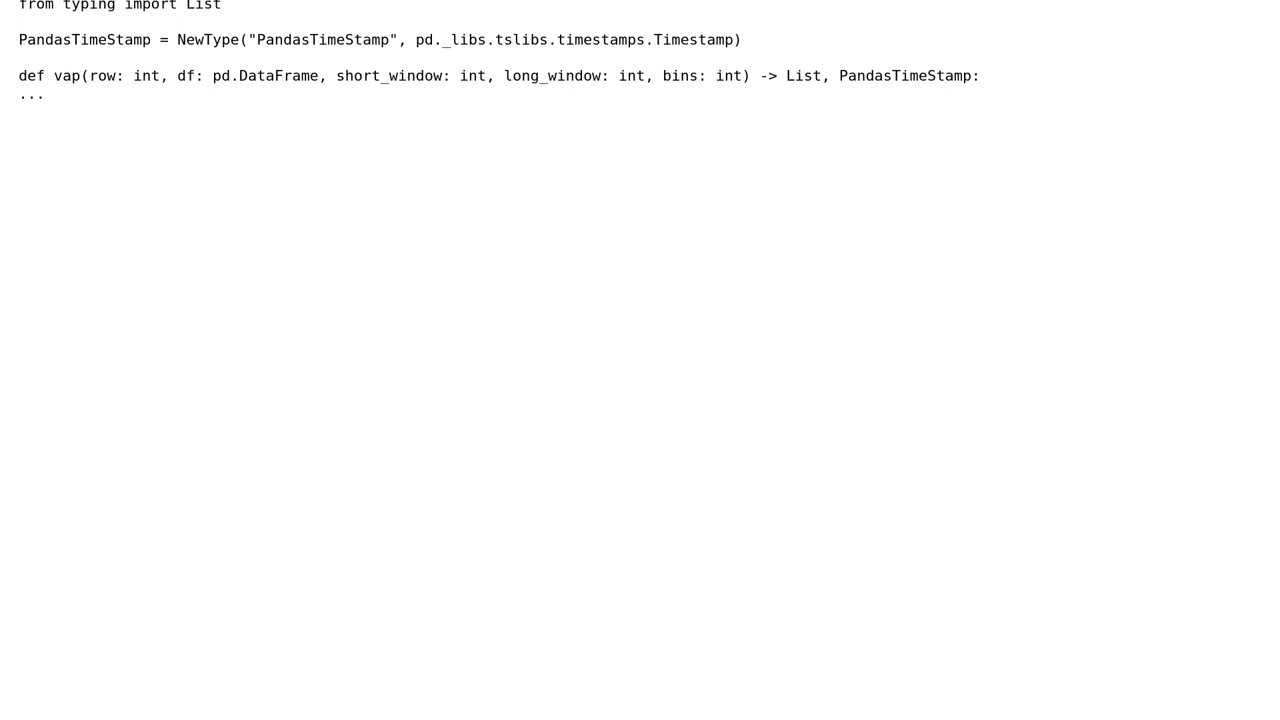 from typing import List
PandasTimeStamp = NewType("PandasTimeStamp", pd._libs.tslibs.timestamps.Timestamp)
def vap(row: int, df: pd.DataFrame, short_window: int, long_window: int, bins: int) -> List, PandasTimeStamp:
...